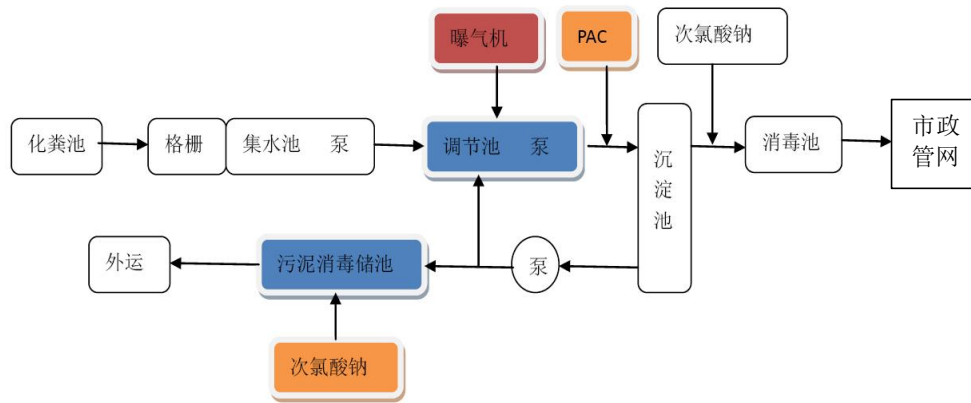 曝气机
PAC
次氯酸钠
化粪池
格栅
集水池 泵
调节池 泵
沉淀池
消毒池
市政
管网
外运
污泥消毒储池
泵
次氯酸钠